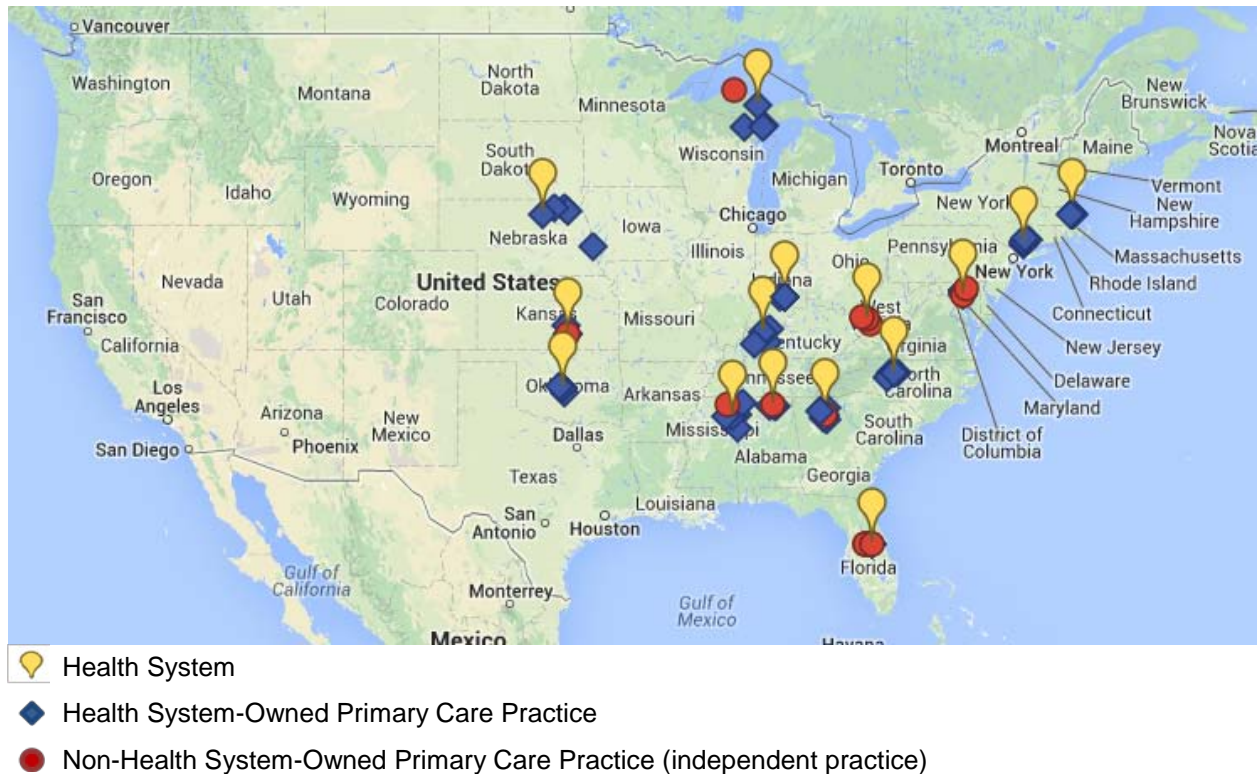 Vancouver
Washington
Montana
North
Dakota
Minnesota
New
Brunswick
Montreal
Maine
Nova
Scotia
Oregon
Idaho
Wyoming
South
Wisconsin
Michigan
Toronto
Vermont
New
Hampshire
New York
Massachusetts
Nebraska
Iowa
Chicago
Illinois
Ohio
Pennsylvania
New York
Rhode Island
Connecticut
New Jersey
Delaware
Maryland
District of
Columbia
Nevada
Utah
Colorado
United States
Kansas
Missouri
San
Francisco
California
Los
Angeles
San Diego
Arizona
Phoenix
New
Mexico
Arkansas
South
Carolina
Alabama
Georgia
Dallas
Texas
San
Antonio
Houston
Louisiana
Florida
Gulf of
California
Monterrey
Gulf of
Mexico
Mexico
Health System
Health System-Owned Primary Care Practice
Non-Health System-Owned Primary Care Practice (independent practice)